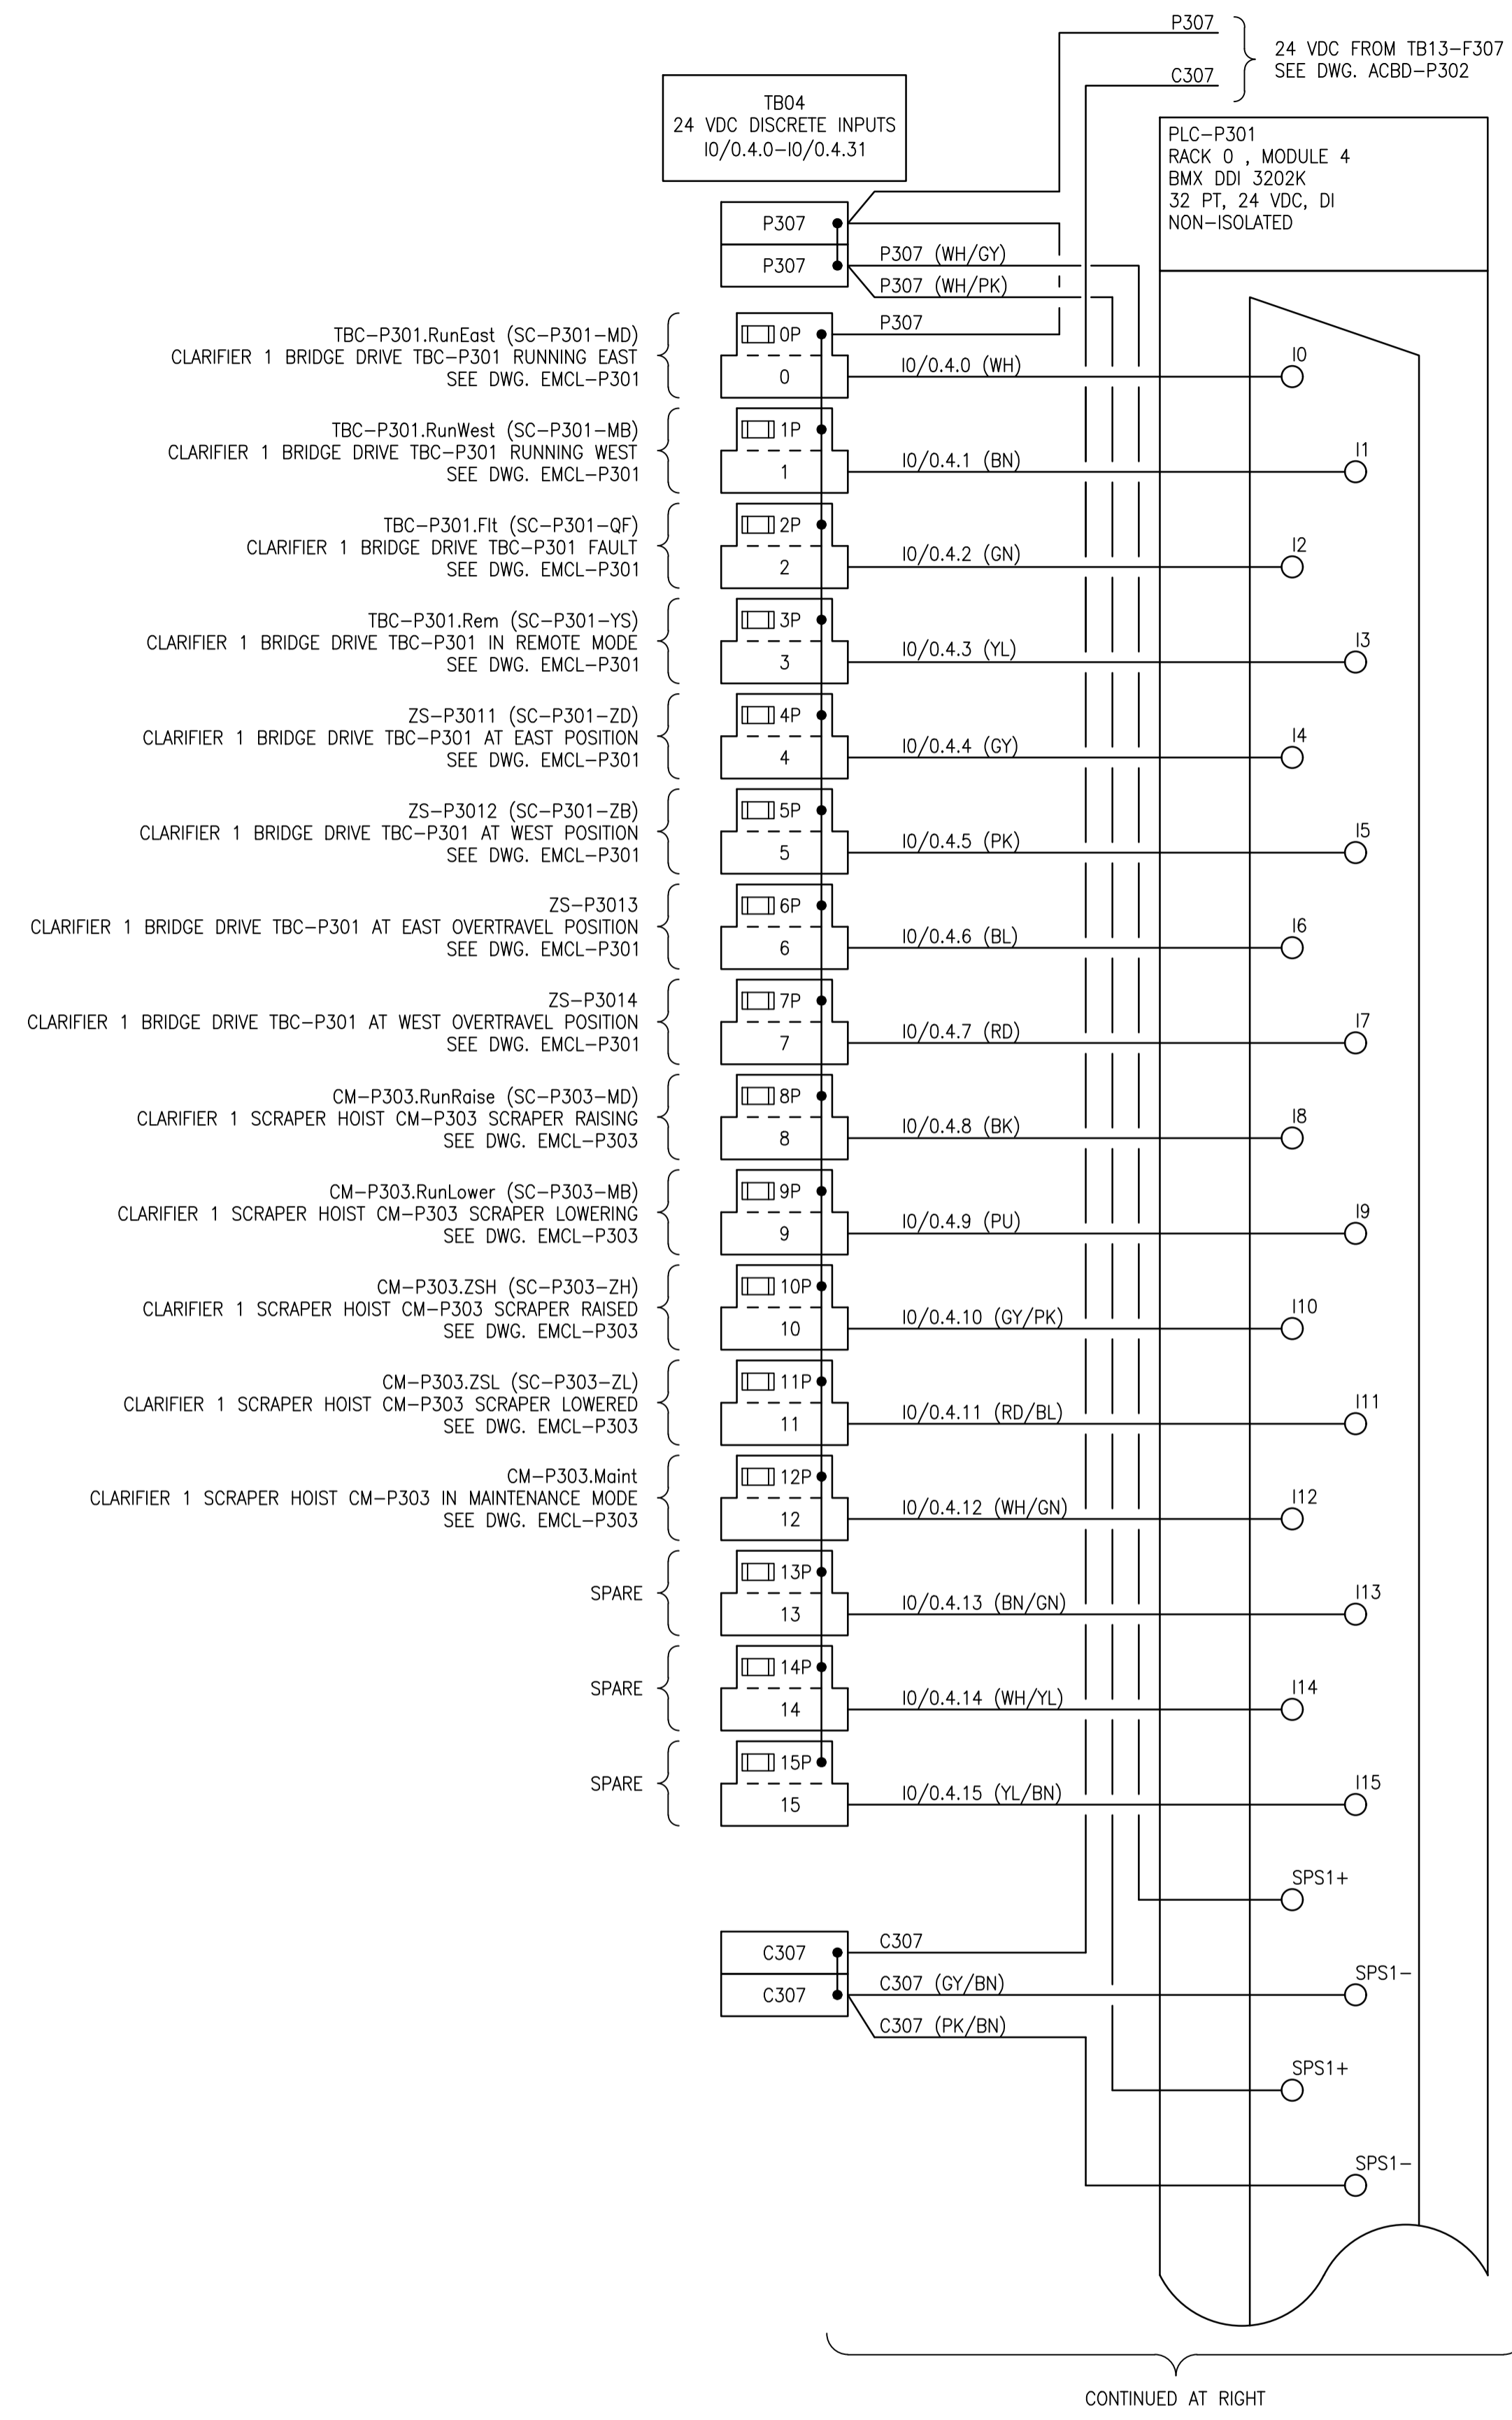 P307
C307
24 VDC FROM TB13-F307
SEE DWG. ACBD-P302
TB04
24 VDC DISCRETE INPUTS
I0/0.4.0-I0/0.4.31
PLC-P301
RACK 0 , MODULE 4
BMX DDI 3202K
32 PT, 24 VDC, DI
NON-ISOLATED
P307
P307
P307 (WH/GY)
P307 (WH/PK)
P307
TBC-P301.RunEast (SC-P301-MD)
CLARIFIER 1 BRIDGE DRIVE TBC-P301 RUNNING EAST
SEE DWG. EMCL-P301
0P
0
I0/0.4.0 (WH)
I0
TBC-P301.RunWest (SC-P301-MB)
CLARIFIER 1 BRIDGE DRIVE TBC-P301 RUNNING WEST
SEE DWG. EMCL-P301
1P
1
I0/0.4.1 (BN)
I1
TBC-P301.Flt (SC-P301-QF)
CLARIFIER 1 BRIDGE DRIVE TBC-P301 FAULT
SEE DWG. EMCL-P301
2P
2
I0/0.4.2 (GN)
I2
TBC-P301.Rem (SC-P301-YS)
CLARIFIER 1 BRIDGE DRIVE TBC-P301 IN REMOTE MODE
SEE DWG. EMCL-P301
3P
3
I0/0.4.3 (YL)
I3
ZS-P3011 (SC-P301-ZD)
CLARIFIER 1 BRIDGE DRIVE TBC-P301 AT EAST POSITION
SEE DWG. EMCL-P301
4P
4
I0/0.4.4 (GY)
I4
ZS-P3012 (SC-P301-ZB)
CLARIFIER 1 BRIDGE DRIVE TBC-P301 AT WEST POSITION
SEE DWG. EMCL-P301
5P
5
I0/0.4.5 (PK)
I5
ZS-P3013
CLARIFIER 1 BRIDGE DRIVE TBC-P301 AT EAST OVERTRAVEL POSITION
SEE DWG. EMCL-P301
6P
6
I0/0.4.6 (BL)
I6
ZS-P3014
CLARIFIER 1 BRIDGE DRIVE TBC-P301 AT WEST OVERTRAVEL POSITION
SEE DWG. EMCL-P301
7P
7
I0/0.4.7 (RD)
I7
CM-P303.RunRaise (SC-P303-MD)
CLARIFIER 1 SCRAPER HOIST CM-P303 SCRAPER RAISING
SEE DWG. EMCL-P303
8P
8
I0/0.4.8 (BK)
I8
CM-P303.RunLower (SC-P303-MB)
CLARIFIER 1 SCRAPER HOIST CM-P303 SCRAPER LOWERING
SEE DWG. EMCL-P303
9P
9
I0/0.4.9 (PU)
I9
CM-P303.ZSH (SC-P303-ZH)
CLARIFIER 1 SCRAPER HOIST CM-P303 SCRAPER RAISED
SEE DWG. EMCL-P303
10P
10
I0/0.4.10 (GY/PK)
I10
CM-P303.ZSL (SC-P303-ZL)
CLARIFIER 1 SCRAPER HOIST CM-P303 SCRAPER LOWERED
SEE DWG. EMCL-P303
11P
11
I0/0.4.11 (RD/BL)
I11
CM-P303.Maint
CLARIFIER 1 SCRAPER HOIST CM-P303 IN MAINTENANCE MODE
SEE DWG. EMCL-P303
12P
12
I0/0.4.12 (WH/GN)
I12
SPARE
13P
13
I0/0.4.13 (BN/GN)
I13
SPARE
14P
14
I0/0.4.14 (WH/YL)
I14
SPARE
15P
15
I0/0.4.15 (YL/BN)
I15
SPS1+
C307
C307
C307
C307 (GY/BN)
SPS1-
C307 (PK/BN)
SPS1+
SPS1-
CONTINUED AT RIGHT